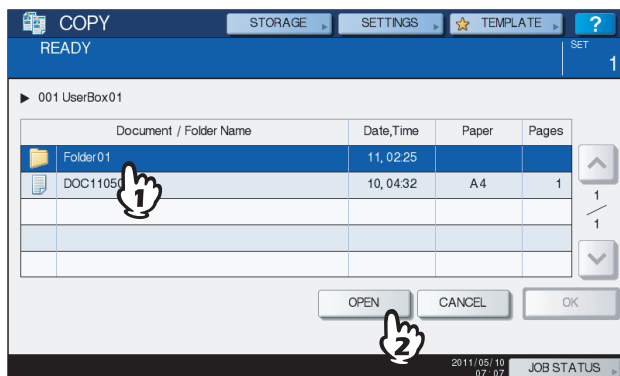 COPY STORAGE SETTINGS TEMPLATE ?
READY SET
1
001 UserBox01
Document / Folder Name Date,Time Paper Pages
Folder01 11, 02:25
1
DOC11050 10, 04:32 A4 1
1
1
OPEN CANCEL OK
2
2011/05/10
07:07 JOB STATUS